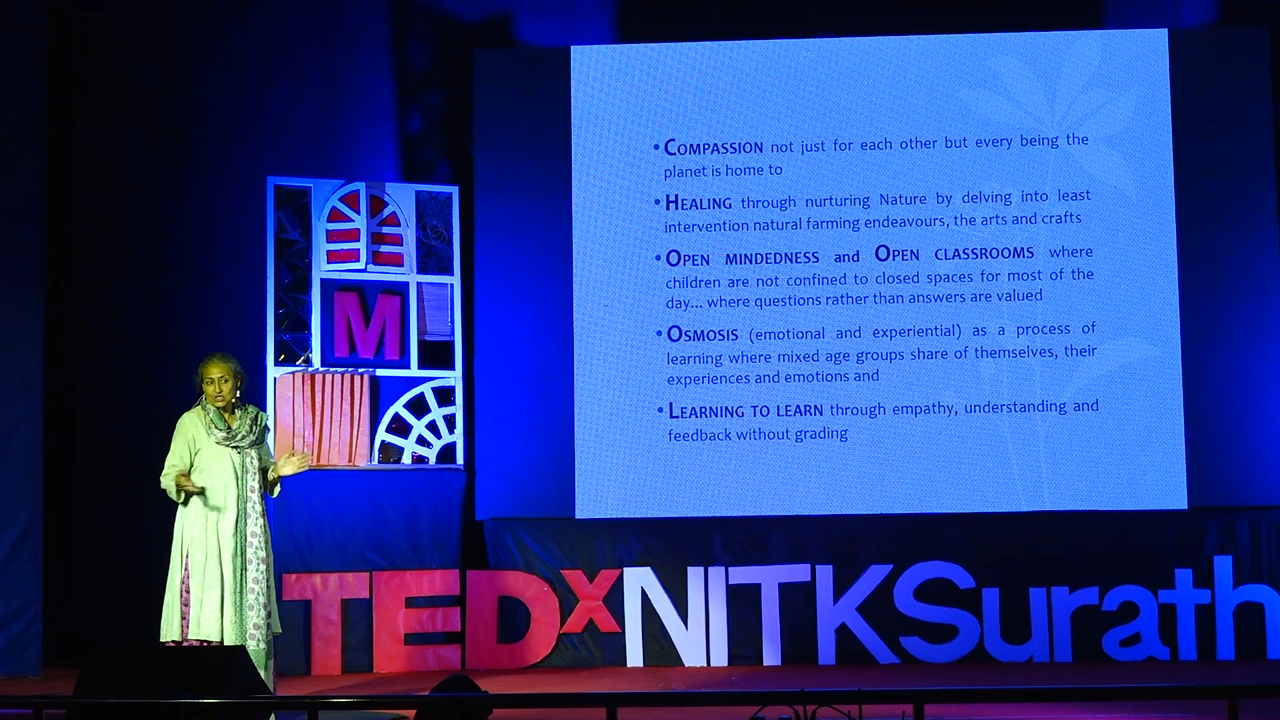 • COMPASSION not just for each other but every being the
planet is home to
• HEALING through nurturing Nature by delving into least
intervention natural farming endeavours, the arts and crafts
• OPEN MINDEDNESS and OPEN CLASSROOMS where
children are not confined to closed spaces for most of the
day... where questions rather than answers are valued
• OSMOSIS (emotional and experiential) as a process of
learning where mixed age groups share of themselves, their
experiences and emotions and
• LEARNING TO LEARN through empathy, understanding and
feedback without grading
M
TEDxNITKSurath